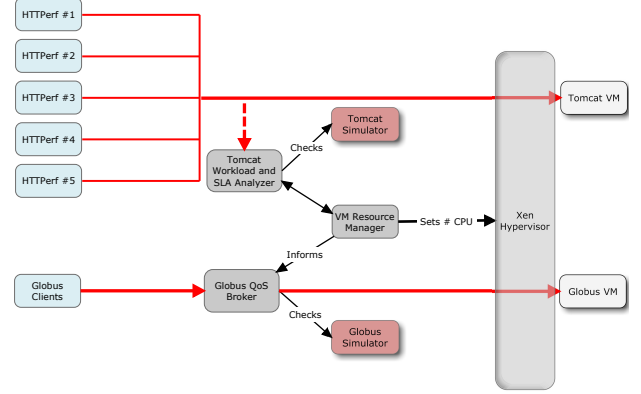 HTTPerf #1
HTTPerf #2
HTTPerf #3
HTTPerf #4
HTTPerf #5
Tomcat
Simulator
Checks
Tomcat
Workload and
SLA Analyzer
Tomcat VM
VM Resource
Manager
Sets # CPU
Xen
Hypervisor
Informs
Globus
Clients
Globus QoS
Broker
Globus VM
Checks
Globus
Simulator